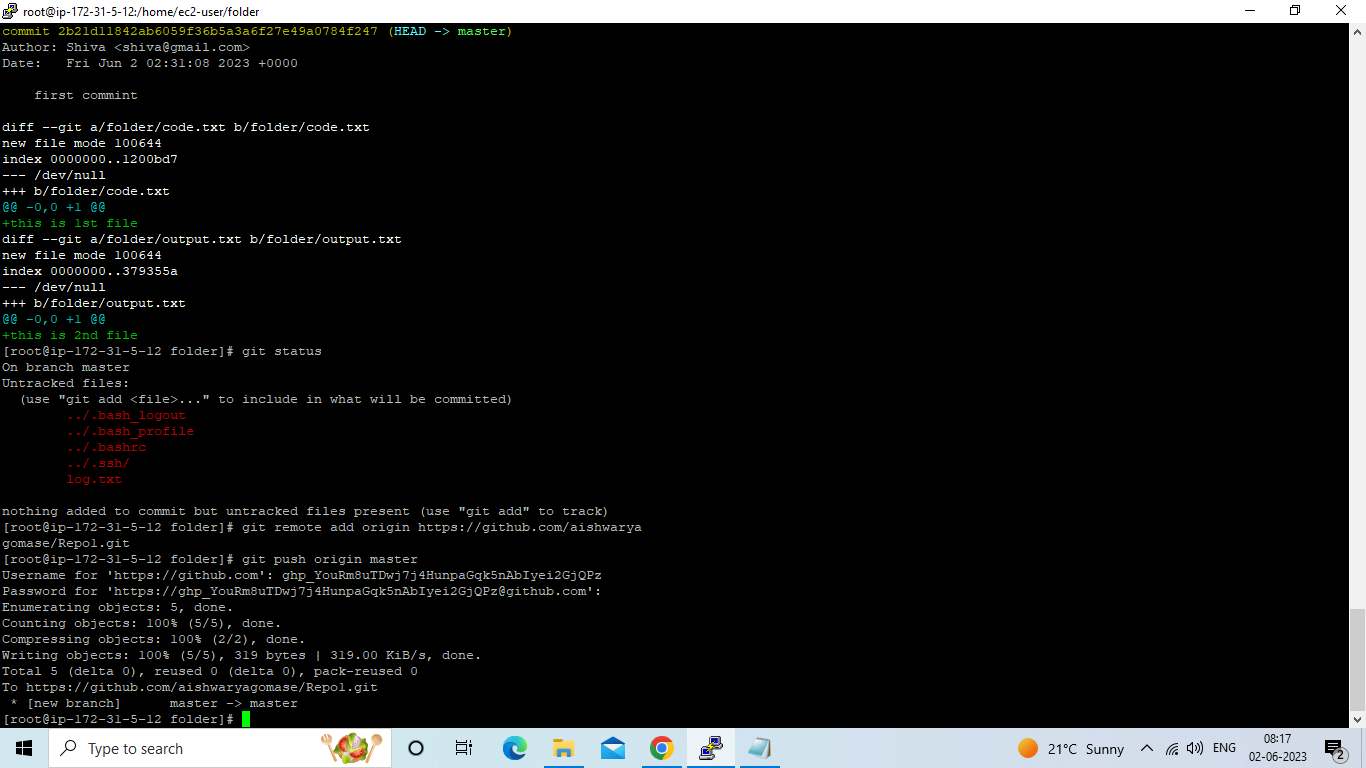 root@ip-172-31-5-12:/home/ec2-user/folder
commit 2b21d11842ab6059f36b5a3a6f27e49a0784f247 (HEAD -> master)
Author: Shiva <shiva@gmail.com>
Date:   Fri Jun 2 02:31:08 2023 +0000
    first commint
diff --git a/folder/code.txt b/folder/code.txt
new file mode 100644
index 0000000..1200bd7
--- /dev/null
+++ b/folder/code.txt
@@ -0,0 +1 @@
+this is 1st file
diff --git a/folder/output.txt b/folder/output.txt
new file mode 100644
index 0000000..379355a
--- /dev/null
+++ b/folder/output.txt
@@ -0,0 +1 @@
+this is 2nd file
[root@ip-172-31-5-12 folder]# git status
On branch master
Untracked files:
  (use "git add <file>..." to include in what will be committed)
        ../.bash_logout
        ../.bash_profile
        ../.bashrc
        ../.ssh/
        log.txt
nothing added to commit but untracked files present (use "git add" to track)
[root@ip-172-31-5-12 folder]# git remote add origin https://github.com/aishwarya
gomase/Repo1.git
[root@ip-172-31-5-12 folder]# git push origin master
Username for 'https://github.com': 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
Password for 'https://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@github.com':
Enumerating objects: 5, done.
Counting objects: 100% (5/5), done.
Compressing objects: 100% (2/2), done.
Writing objects: 100% (5/5), 319 bytes | 319.00 KiB/s, done.
Total 5 (delta 0), reused 0 (delta 0), pack-reused 0
To https://github.com/aishwaryagomase/Repo1.git
 * [new branch]      master -> master
[root@ip-172-31-5-12 folder]#
Type to search
21°C Sunny
ENG
08:17
02-06-2023
2